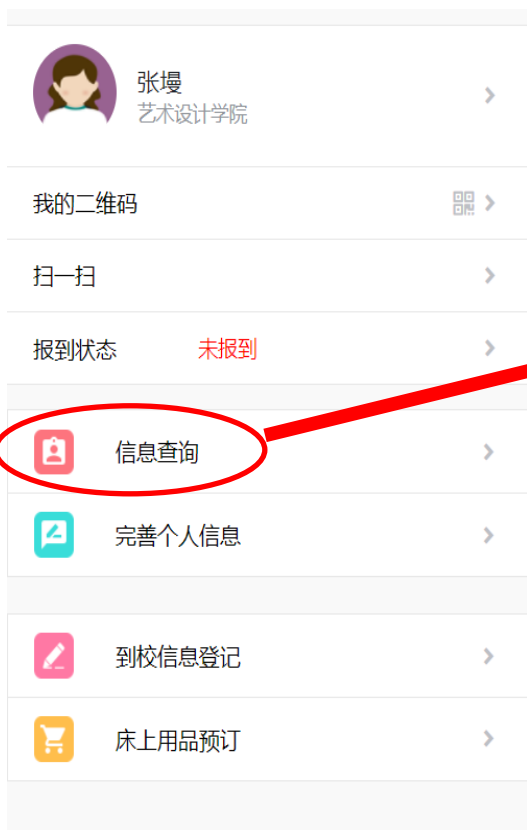 张墁
艺术设计学院
我的二维码
扫一扫
报到状态 未报到
信息查询
完善个人信息
到校信息登记
床上用品预订